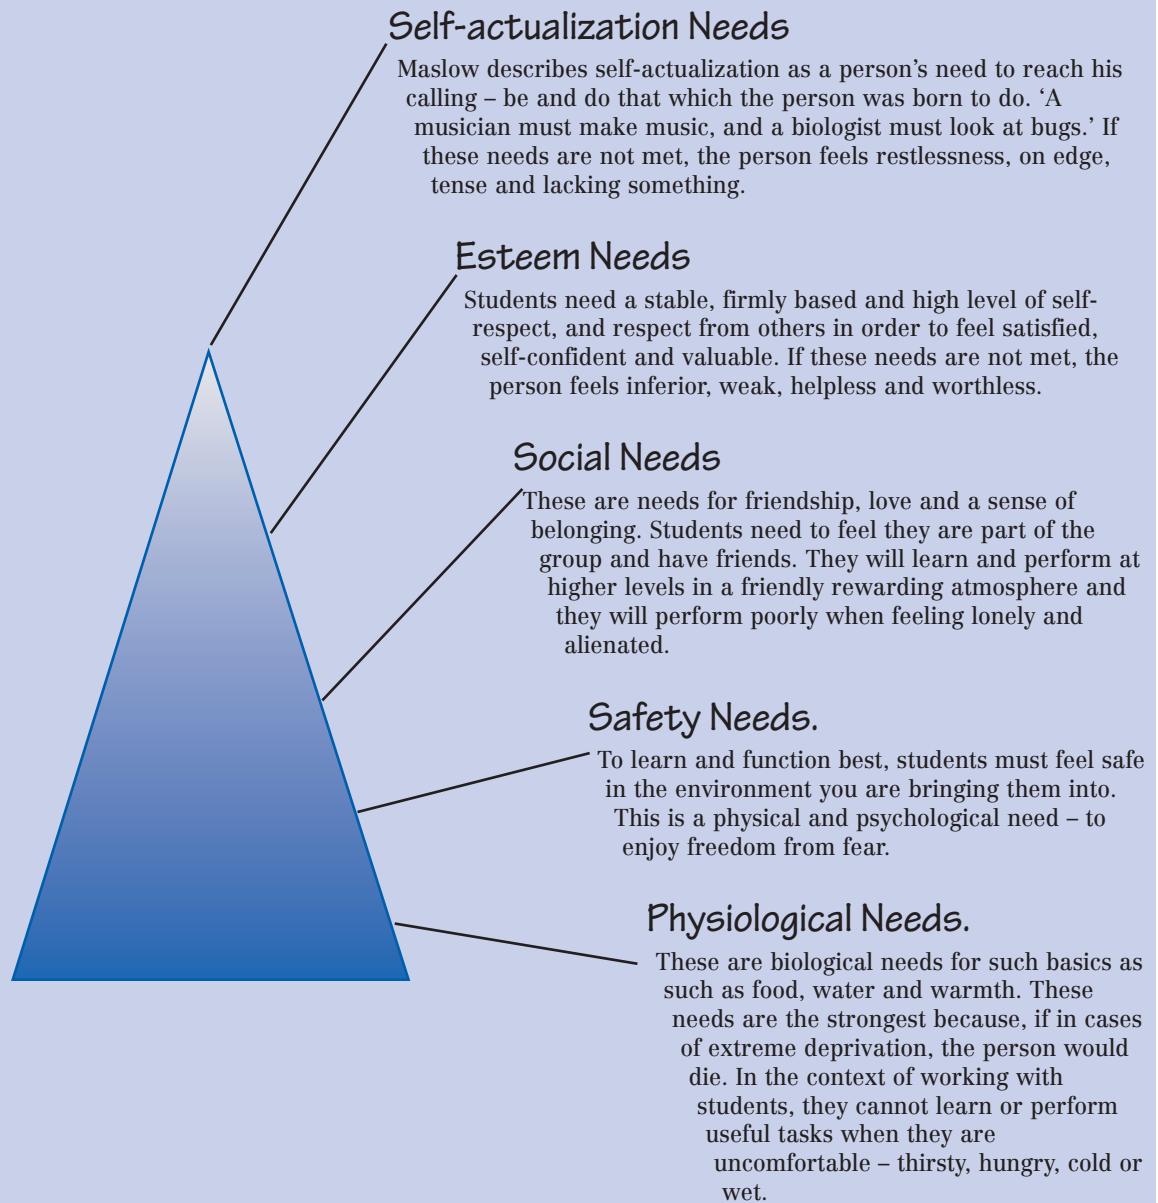 Self-actualization Needs
Maslow describes self-actualization as a person’s need to reach his
calling – be and do that which the person was born to do. ‘A
musician must make music, and a biologist must look at bugs.’ If
these needs are not met, the person feels restlessness, on edge,
tense and lacking something.
Esteem Needs
Students need a stable, firmly based and high level of self-
respect, and respect from others in order to feel satisfied,
self-confident and valuable. If these needs are not met, the
person feels inferior, weak, helpless and worthless.
Social Needs
These are needs for friendship, love and a sense of
belonging. Students need to feel they are part of the
group and have friends. They will learn and perform at
higher levels in a friendly rewarding atmosphere and
they will perform poorly when feeling lonely and
alienated.
Safety Needs.
To learn and function best, students must feel safe
in the environment you are bringing them into.
This is a physical and psychological need – to
enjoy freedom from fear.
Physiological Needs.
These are biological needs for such basics as
such as food, water and warmth. These
needs are the strongest because, if in cases
of extreme deprivation, the person would
die. In the context of working with
students, they cannot learn or perform
useful tasks when they are
uncomfortable – thirsty, hungry, cold or
wet.